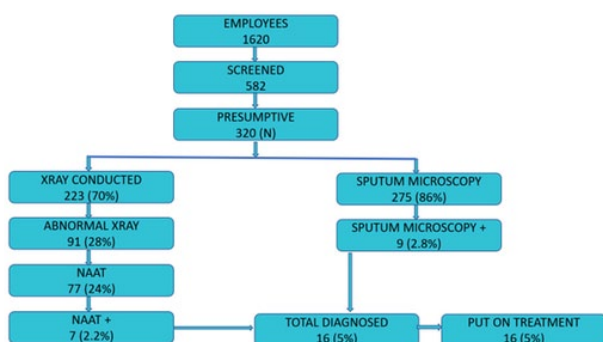 EMPLOYEES
1620
SCREENED
582
PRESUMPTIVE
320 (N)
XRAY CONDUCTED
223 (70%)
ABNORMAL XRAY
91 (28%)
NAAT
77 (24%)
NAAT +
7 (2.2%)
SPUTUM MICROSCOPY
275 (86%)
SPUTUM MICROSCOPY +
9 (2.8%)
TOTAL DIAGNOSED
16 (5%)
PUT ON TREATMENT
16 (5%)